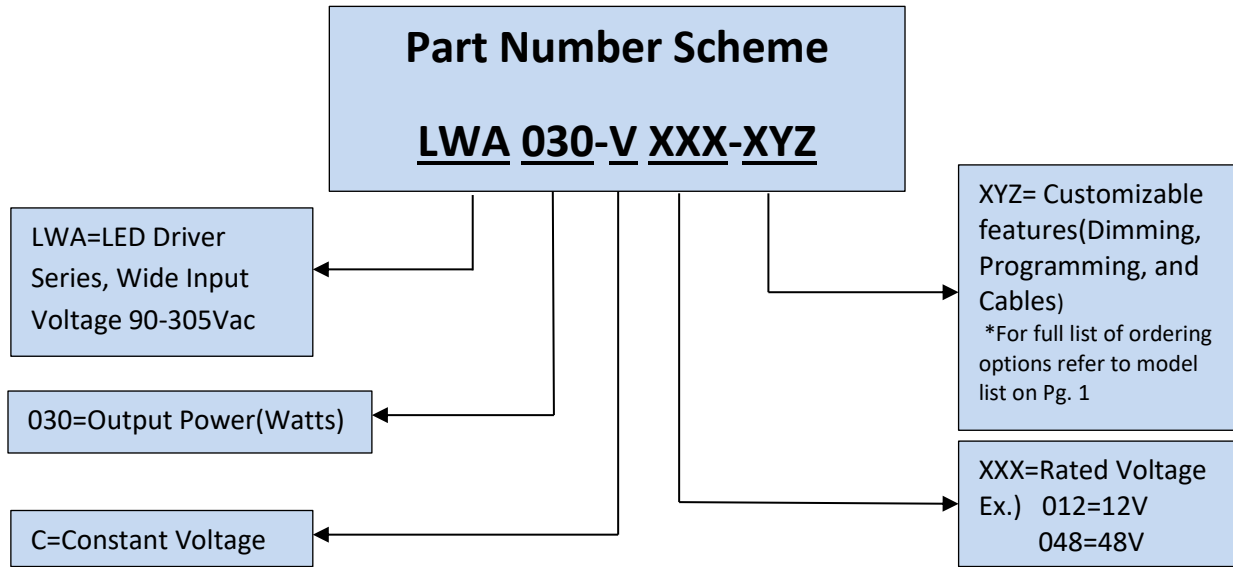 Part Number Scheme
LWA 030-V XXX-XYZ
LWA=LED Driver
Series, Wide Input
Voltage 90-305Vac
030=Output Power(Watts)
C=Constant Voltage
XYZ= Customizable
features(Dimming,
Programming, and
Cables)
*For full list of ordering
options refer to model
list on Pg. 1
XXX=Rated Voltage
Ex.) 012=12V
048=48V